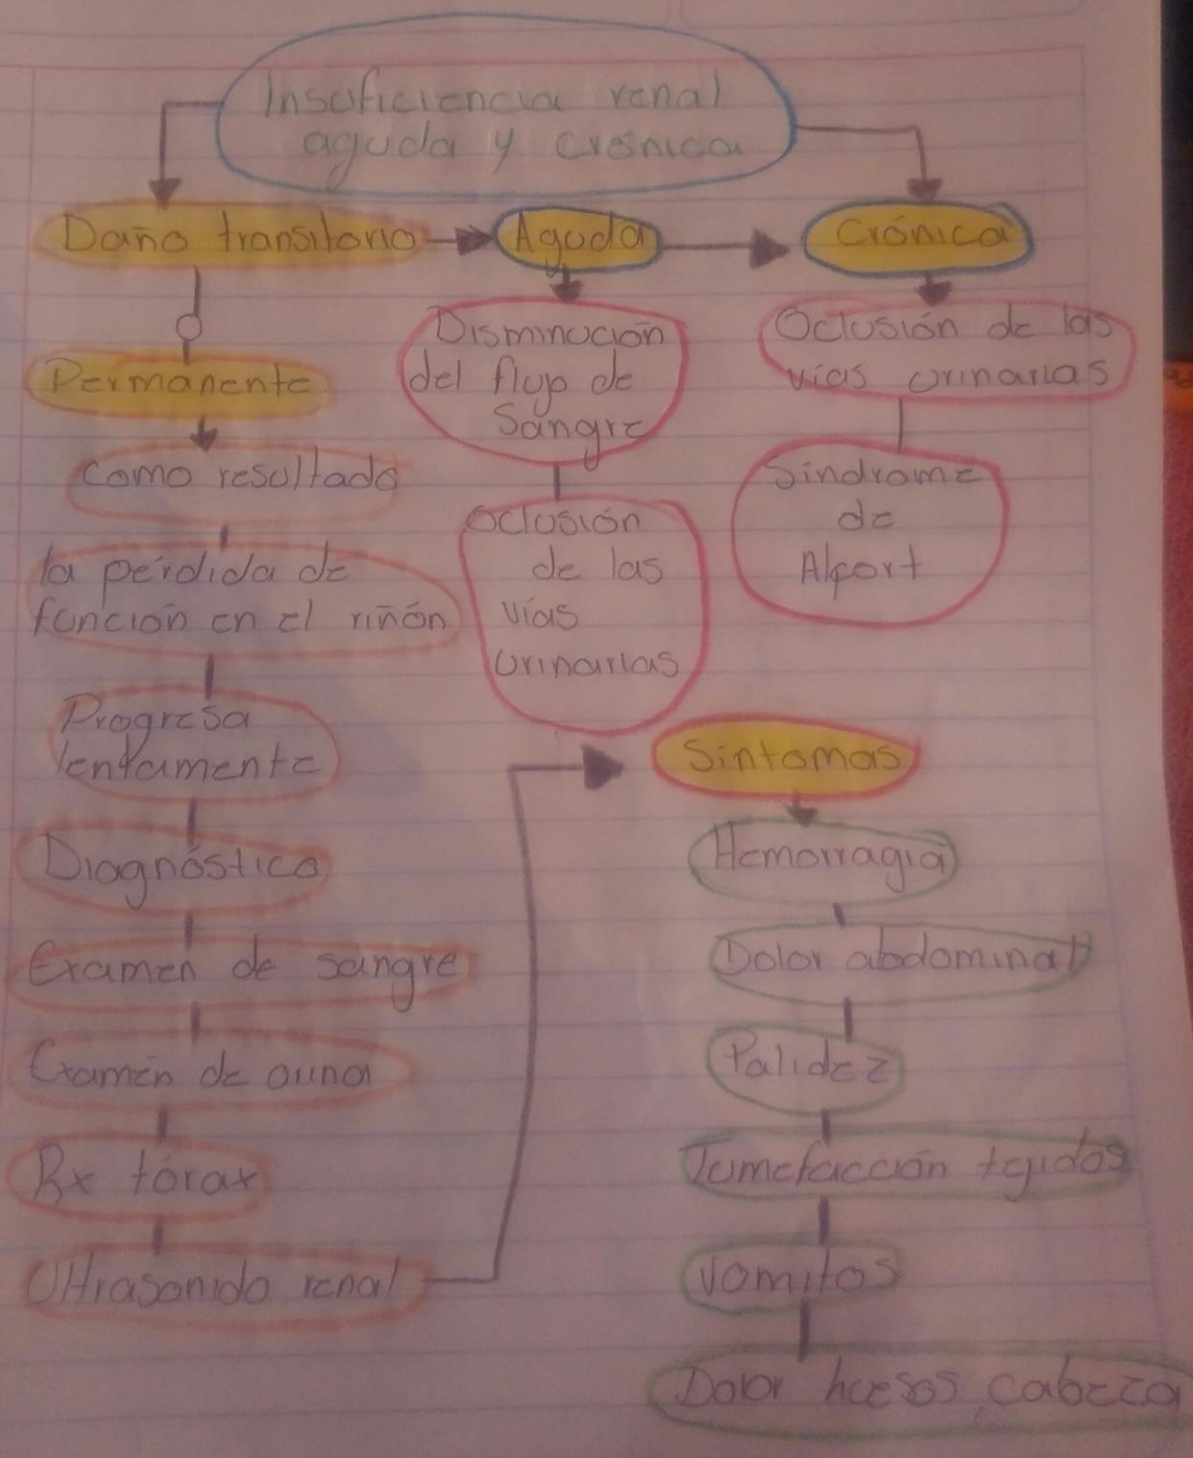 Insuficiencia renal
aguda y Crónica
Daño transitorio
Aguda
Crónica
Permanente
Como resultado
la pérdida de
función en el riñón
Progresa
lentamente
Diagnóstico
Examen de sangre
Examén de orina
Rx tórax
Ultrasonido renal
Disminución
del flujo de
Sangre
Oclusión
de las
vías
Urinarias
Oclusión de las
vías urinarias
Sindrome
de
Alport
Sintomas
Hemorragia
Dolor abdominal
Palidez
Tumefacción tejidos
Vomitos
Dolor huesos, cabeza